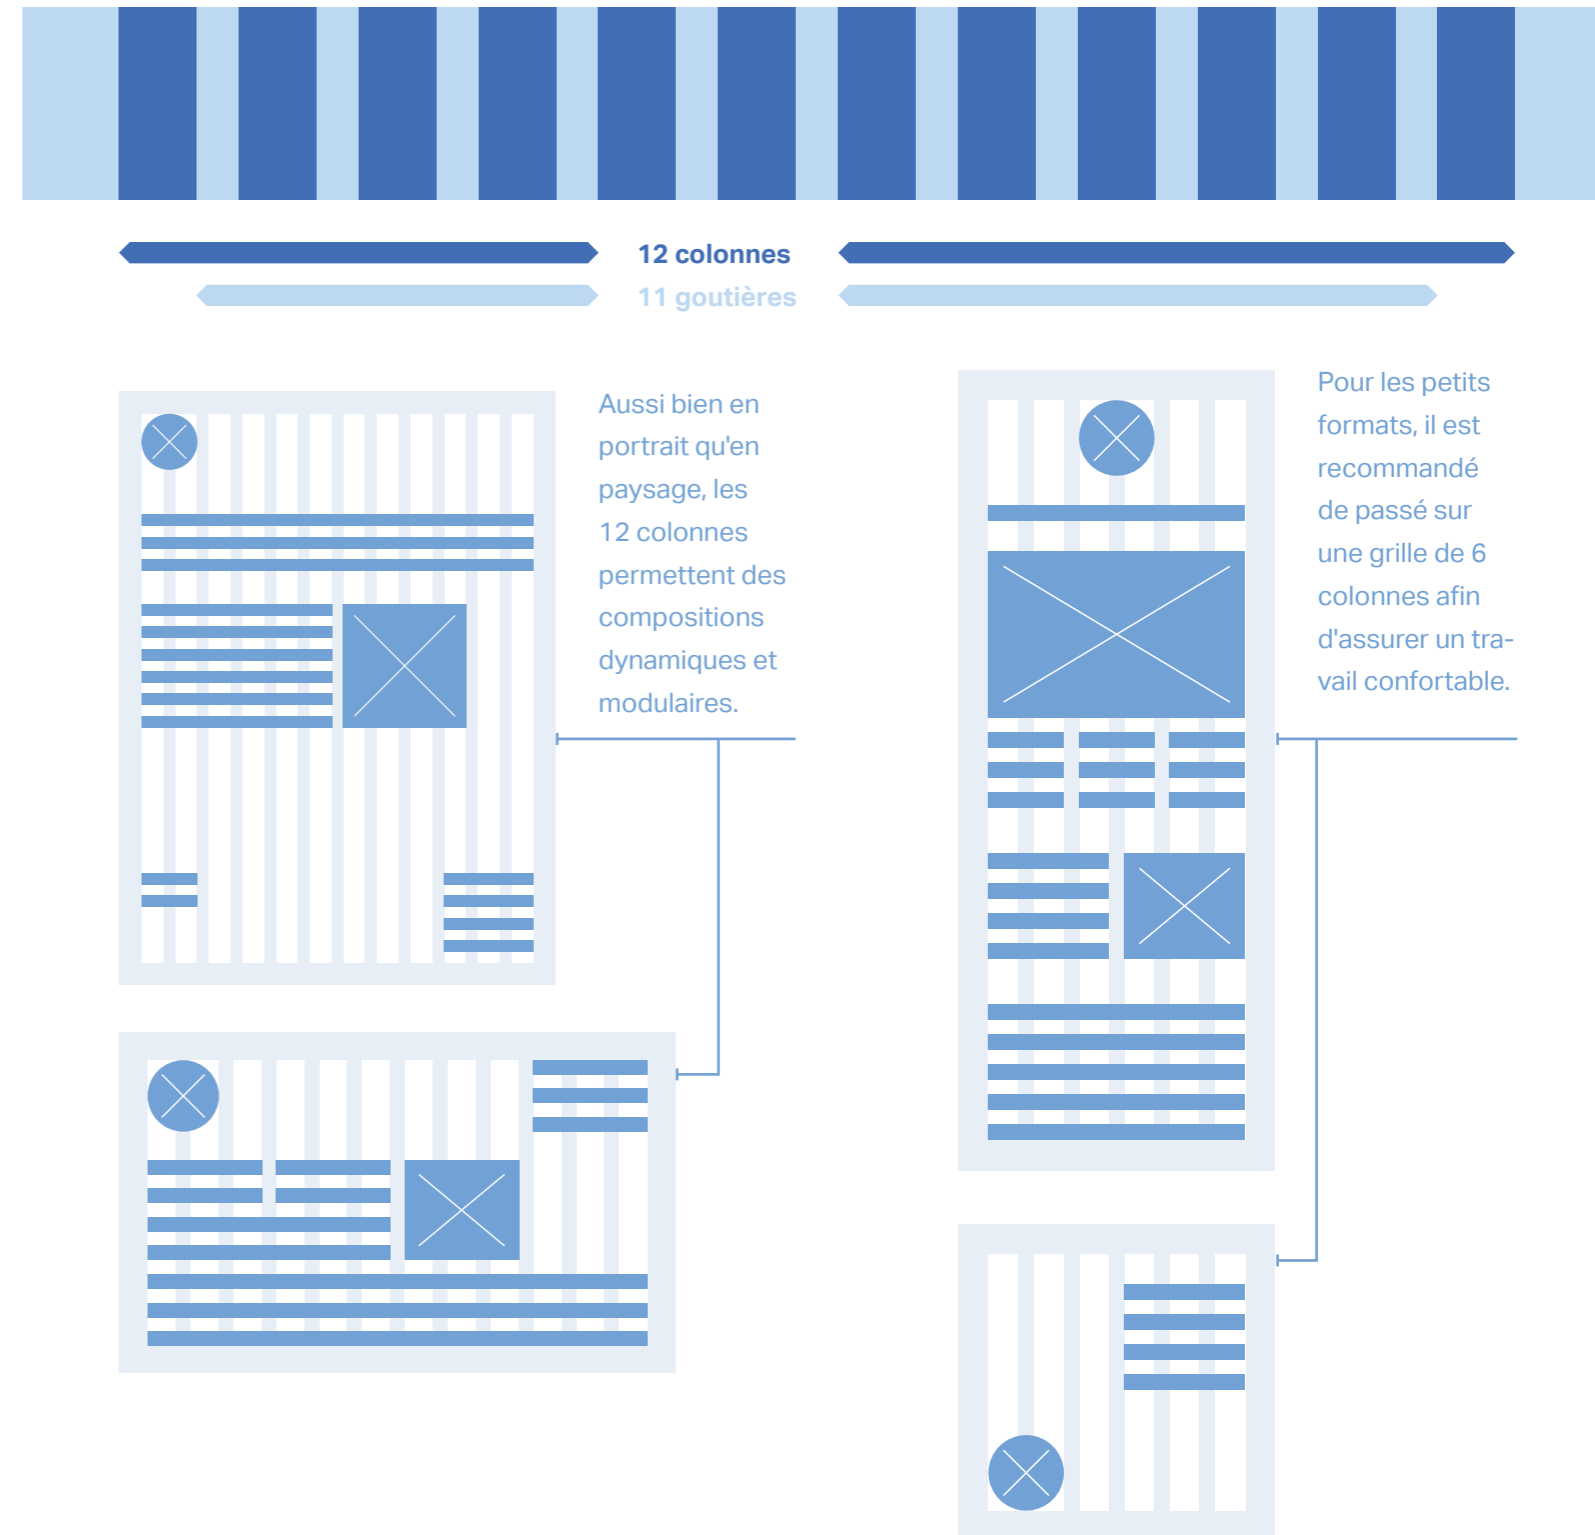 12 colonnes
11 goutières
Aussi bien en
portrait qu'en
paysage, les
12 colonnes
permettent des
compositions
dynamiques et
modulaires.
Pour les petits
formats, il est
recommandé
de passé sur
une grille de 6
colonnes afin
d'assurer un tra-
vail confortable.